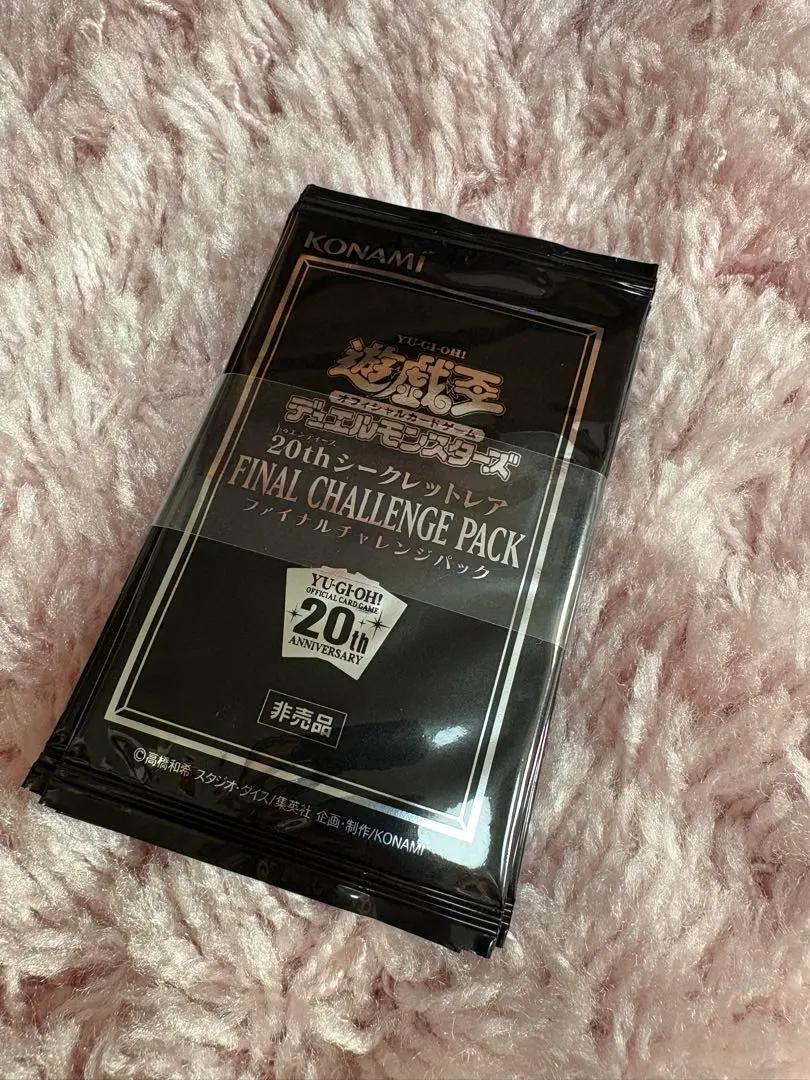 KONAMI
YU-GI-OH!
遊戯王
オフィシャルカードゲーム
デュエルモンスターズ
トゥエンティース
20thシークレットレア
FINAL CHALLENGE PACK
ファイナルチャレンジパック
YU-GI-OH!
OFFICIAL CARD GAME
20th
ANNIVERSARY
非売品
©高橋和希 スタジオ・ダイス/集英社 企画・制作/KONAMI